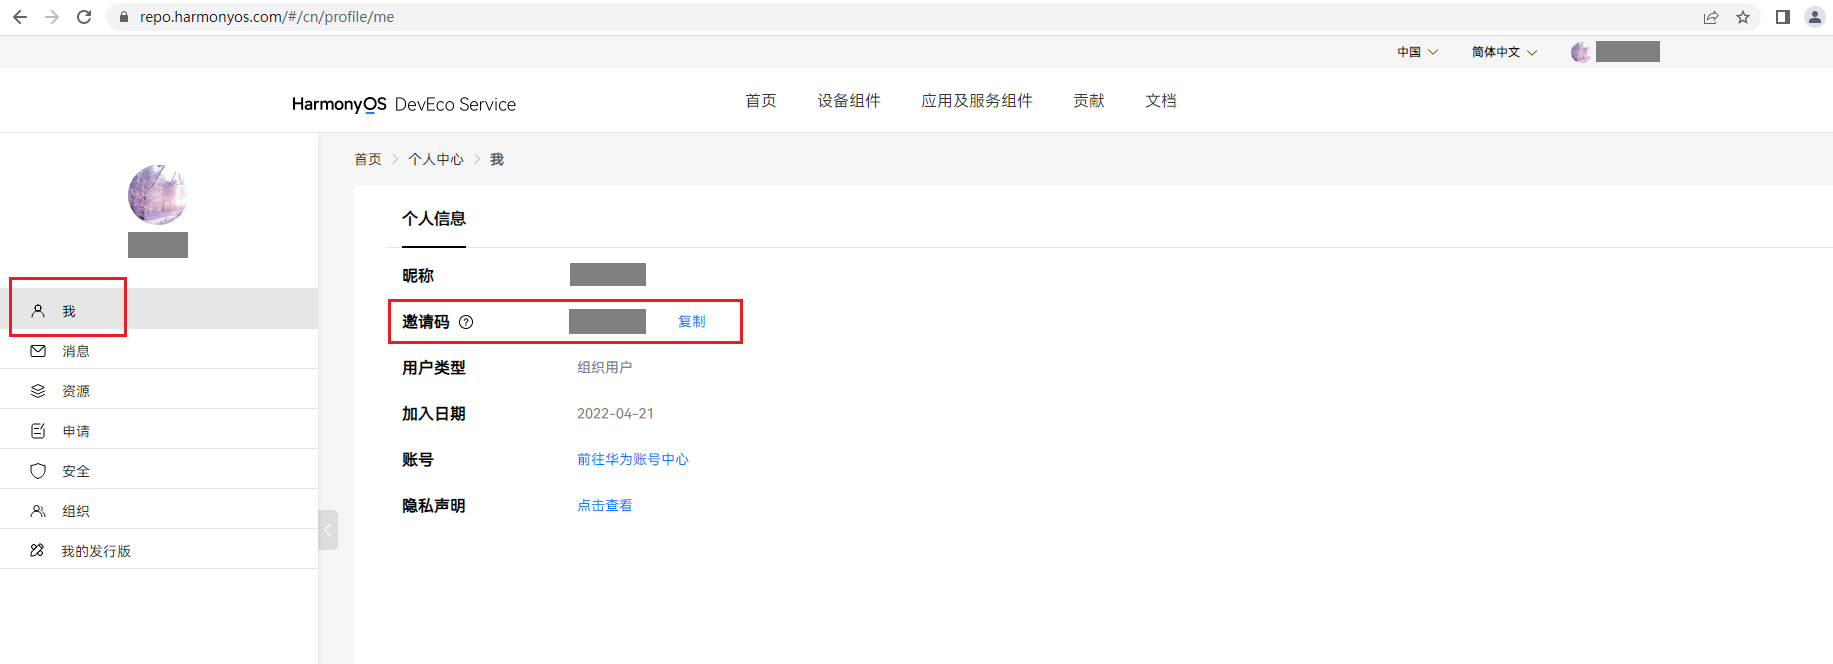 repo.harmonyos.com/#/cn/profile/me
中国 简体中文
HarmonyOS DevEco Service 首页 设备组件 应用及服务组件 贡献 文档
首页 > 个人中心 > 我
我
消息
资源
申请
安全
组织
我的发行版
个人信息
昵称
邀请码 ? 复制
用户类型 组织用户
加入日期 2022-04-21
账号 前往华为账号中心
隐私声明 点击查看